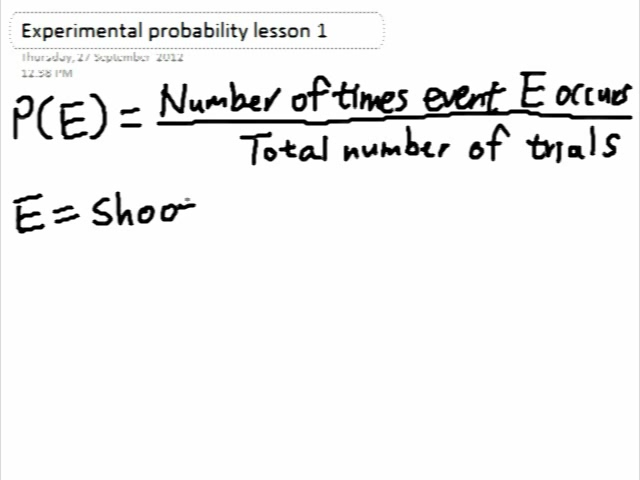 Experimental probability lesson 1
Thursday, 27 September 2012
12:38 PM
P(E) = Number of times event E occurs
Total number of trials
E = Shoo